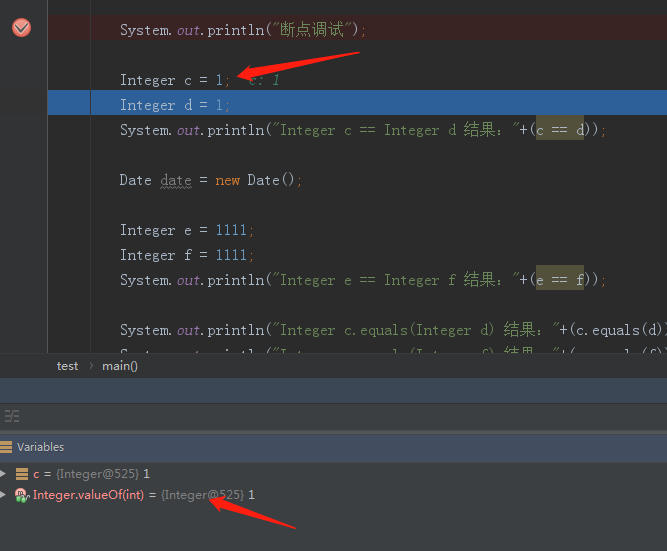 System.out.println("断点调试");
Integer c = 1; c: 1
Integer d = 1;
System.out.println("Integer c == Integer d 结果："+(c == d));
Date date = new Date();
Integer e = 1111;
Integer f = 1111;
System.out.println("Integer e == Integer f 结果："+(e == f));
System.out.println("Integer c.equals(Integer d) 结果："+(c.equals(d))
test > main()
Variables
c = {Integer@525} 1
Integer.valueOf(int) = {Integer@525} 1